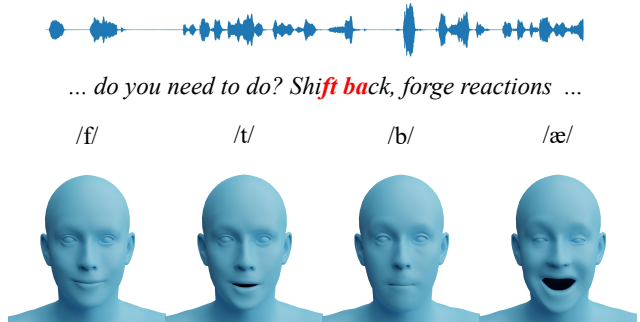 ... do you need to do? Shift back, forge reactions ...
/f/ /t/ /b/ /æ/